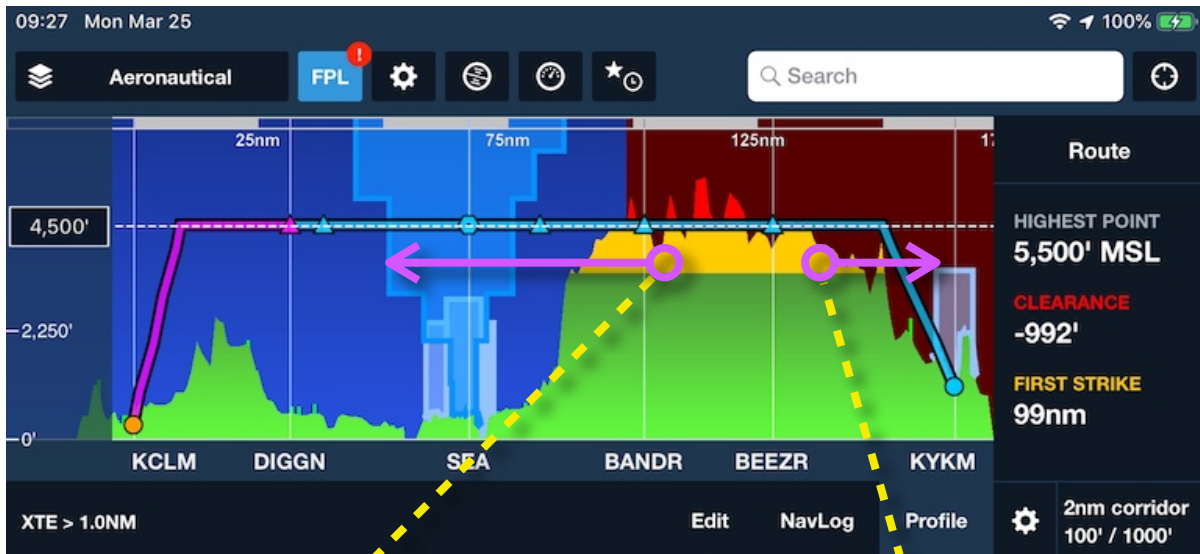 09:27 Mon Mar 25
100%
Aeronautical
FPL
!
Search
25nm
75nm
125nm
17
4,500'
2,250'
0'
KCLM DIGGN SEA BANDR BEEZR KYKM
XTE > 1.0NM
Edit NavLog Profile
Route
HIGHEST POINT
5,500' MSL
CLEARANCE
-992'
FIRST STRIKE
99nm
2nm corridor
100' / 1000'